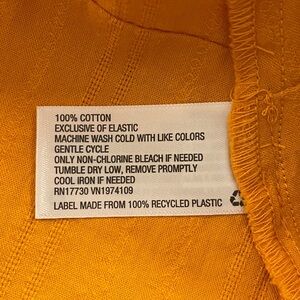 100% COTTON
EXCLUSIVE OF ELASTIC
MACHINE WASH COLD WITH LIKE COLORS
GENTLE CYCLE
ONLY NON-CHLORINE BLEACH IF NEEDED
TUMBLE DRY LOW, REMOVE PROMPTLY
COOL IRON IF NEEDED
RN17730 VN1974109
LABEL MADE FROM 100% RECYCLED PLASTIC